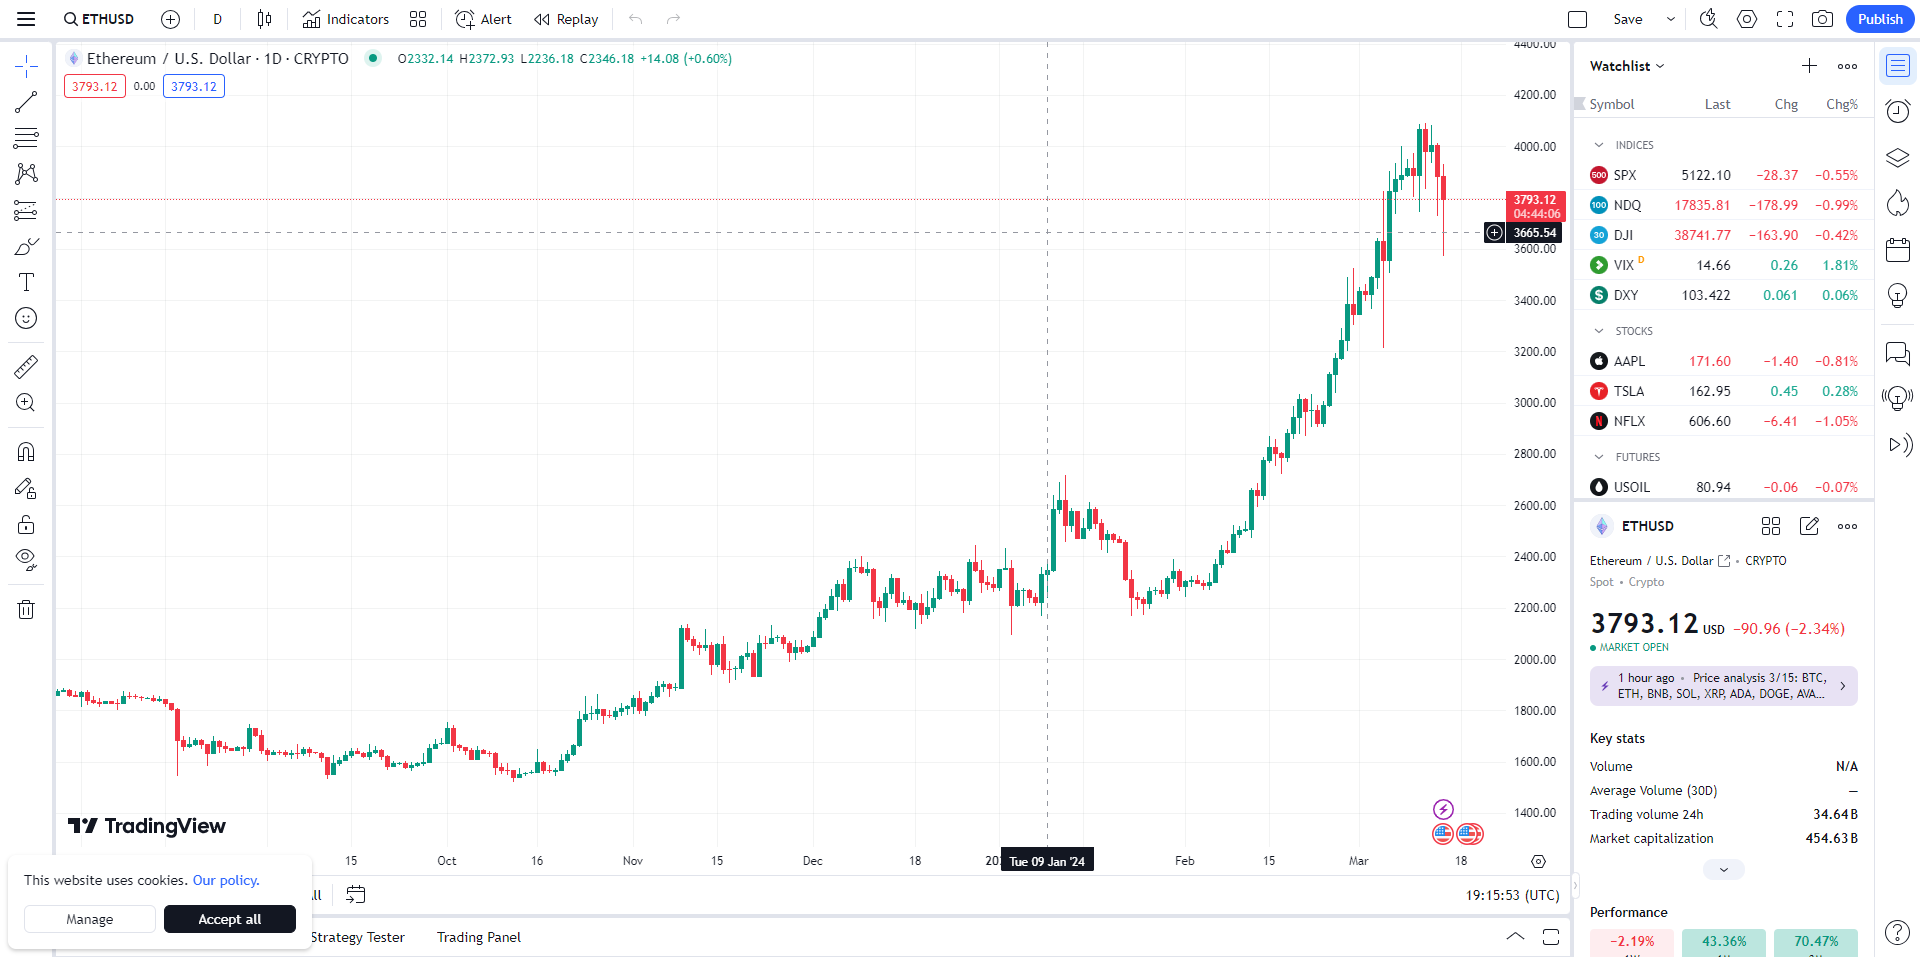 ETHUSD
D
Indicators
Alert
Replay
Save
Publish
Ethereum / U.S. Dollar · 1D · CRYPTO
O2332.14 H2372.93 L2236.18 C2346.18 +14.08 (+0.60%)
3793.12 0.00 3793.12
4400.00
4200.00
4000.00
3793.12
04:44:06
3665.54
3600.00
3400.00
3200.00
3000.00
2800.00
2600.00
2400.00
2200.00
2000.00
1800.00
1600.00
1400.00
TradingView
15 Oct 16 Nov 15 Dec 18 Tue 09 Jan '24 Feb 15 Mar 18
19:15:53 (UTC)
This website uses cookies. Our policy.
Manage
Accept all
Strategy Tester
Trading Panel
Watchlist
Symbol Last Chg Chg%
INDICES
500 SPX 5122.10 −28.37 −0.55%
100 NDQ 17835.81 −178.99 −0.99%
30 DJI 38741.77 −163.90 −0.42%
VIX D 14.66 0.26 1.81%
$ DXY 103.422 0.061 0.06%
STOCKS
AAPL 171.60 −1.40 −0.81%
TSLA 162.95 0.45 0.28%
N NFLX 606.60 −6.41 −1.05%
FUTURES
USOIL 80.94 −0.06 −0.07%
ETHUSD
Ethereum / U.S. Dollar • CRYPTO
Spot • Crypto
3793.12 USD −90.96 (−2.34%)
MARKET OPEN
1 hour ago • Price analysis 3/15: BTC,
ETH, BNB, SOL, XRP, ADA, DOGE, AVA...
Key stats
Volume N/A
Average Volume (30D) —
Trading volume 24h 34.64B
Market capitalization 454.63B
Performance
−2.19% 43.36% 70.47%